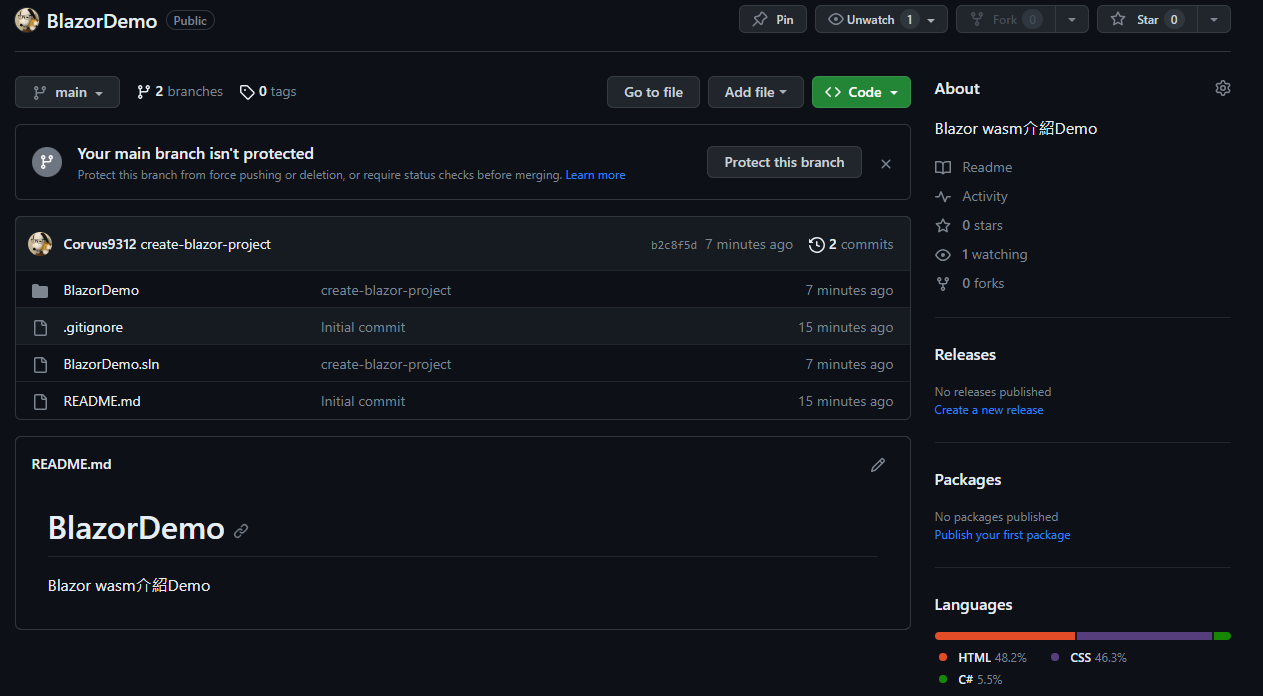 BlazorDemo Public Pin Unwatch 1 Fork 0 Star 0
main 2 branches 0 tags Go to file Add file Code
Your main branch isn't protected
Protect this branch from force pushing or deletion, or require status checks before merging. Learn more
Protect this branch
Corvus9312 create-blazor-project b2c8f5d 7 minutes ago 2 commits
BlazorDemo create-blazor-project 7 minutes ago
.gitignore Initial commit 15 minutes ago
BlazorDemo.sln create-blazor-project 7 minutes ago
README.md Initial commit 15 minutes ago
README.md
BlazorDemo
Blazor wasm介紹Demo
About
Blazor wasm介紹Demo
Readme
Activity
0 stars
1 watching
0 forks
Releases
No releases published
Create a new release
Packages
No packages published
Publish your first package
Languages
HTML 48.2% CSS 46.3%
C# 5.5%